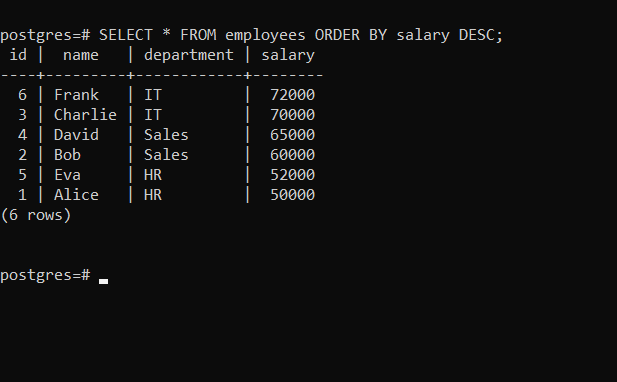 postgres=# SELECT * FROM employees ORDER BY salary DESC;
 id |  name   | department | salary
----+---------+------------+--------
  6 | Frank   | IT         |  72000
  3 | Charlie | IT         |  70000
  4 | David   | Sales      |  65000
  2 | Bob     | Sales      |  60000
  5 | Eva     | HR         |  52000
  1 | Alice   | HR         |  50000
(6 rows)
postgres=#